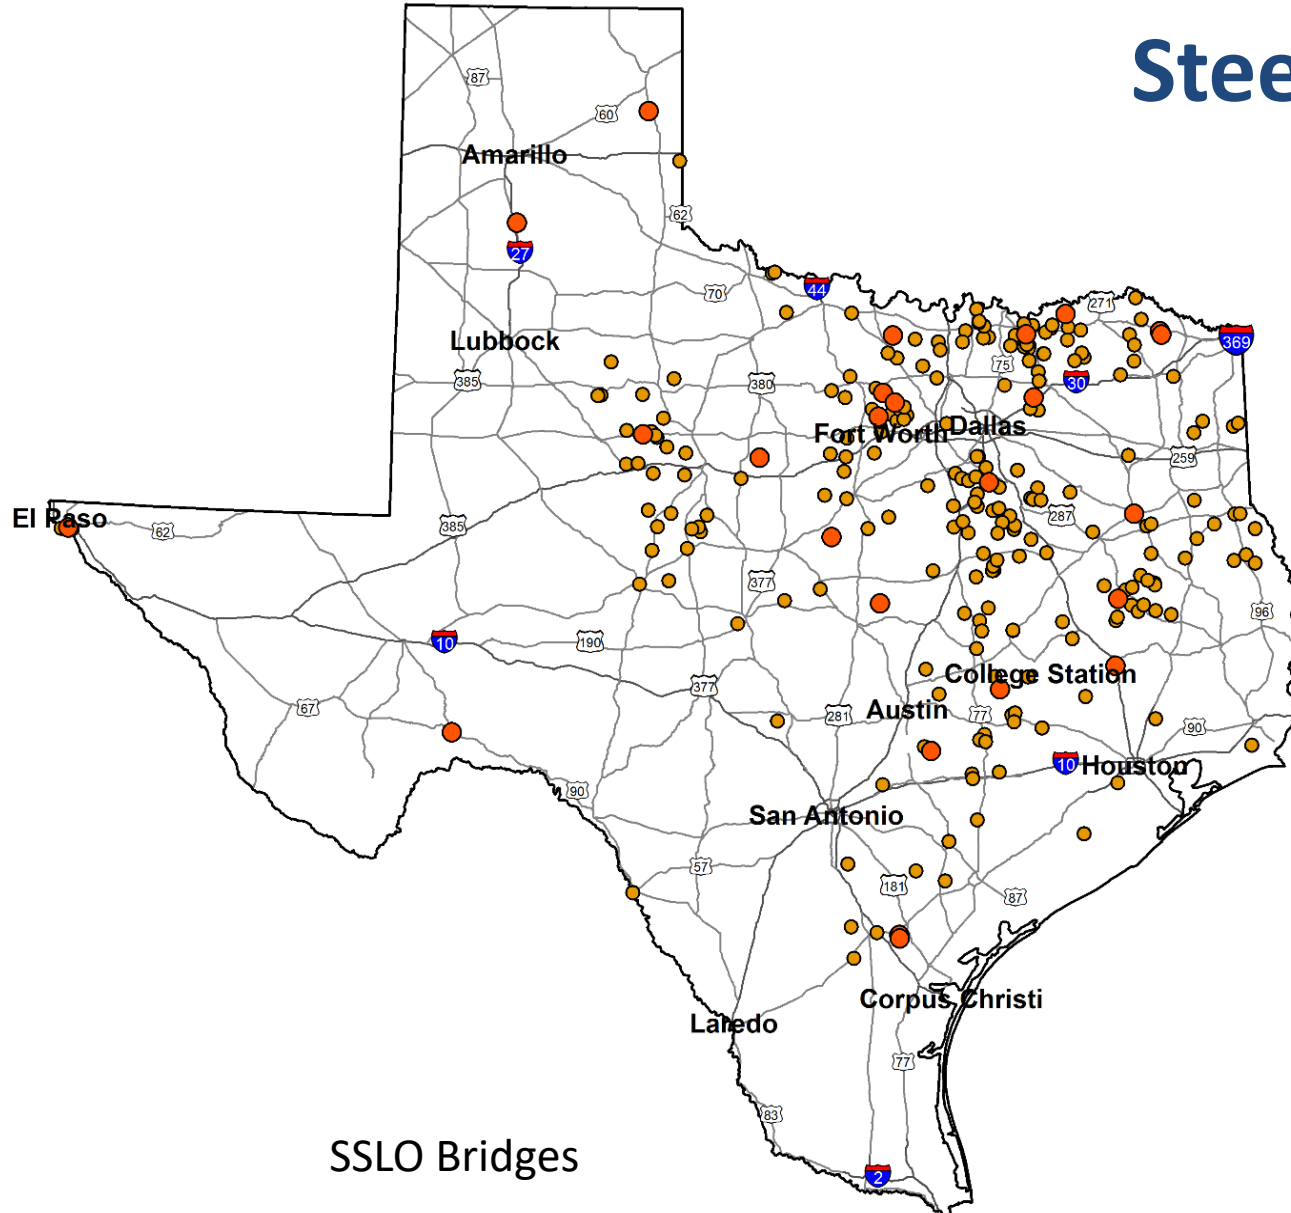 Stee
87
60
Amarillo
62
27
44
70
271
Lubbock
369
75
385
380
30
Fort Worth
Dallas
259
El Paso
62
385
287
377
96
10
190
College Station
377
67
Austin
281
77
90
10
Houston
90
San Antonio
57
181
87
Corpus Christi
Laredo
77
83
SSLO Bridges
2